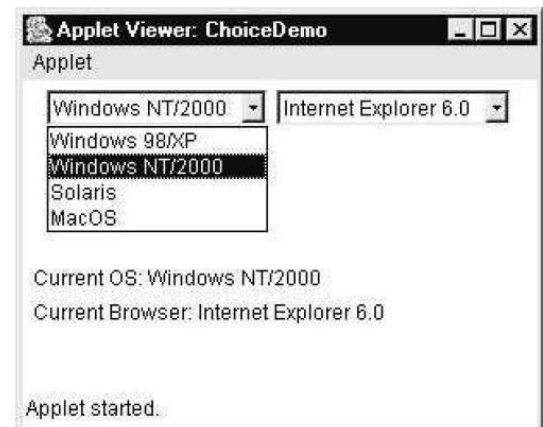 Applet Viewer: ChoiceDemo
Applet
Windows NT/2000 Internet Explorer 6.0
Windows 98/XP
Windows NT/2000
Solaris
MacOS
Current OS: Windows NT/2000
Current Browser: Internet Explorer 6.0
Applet started.